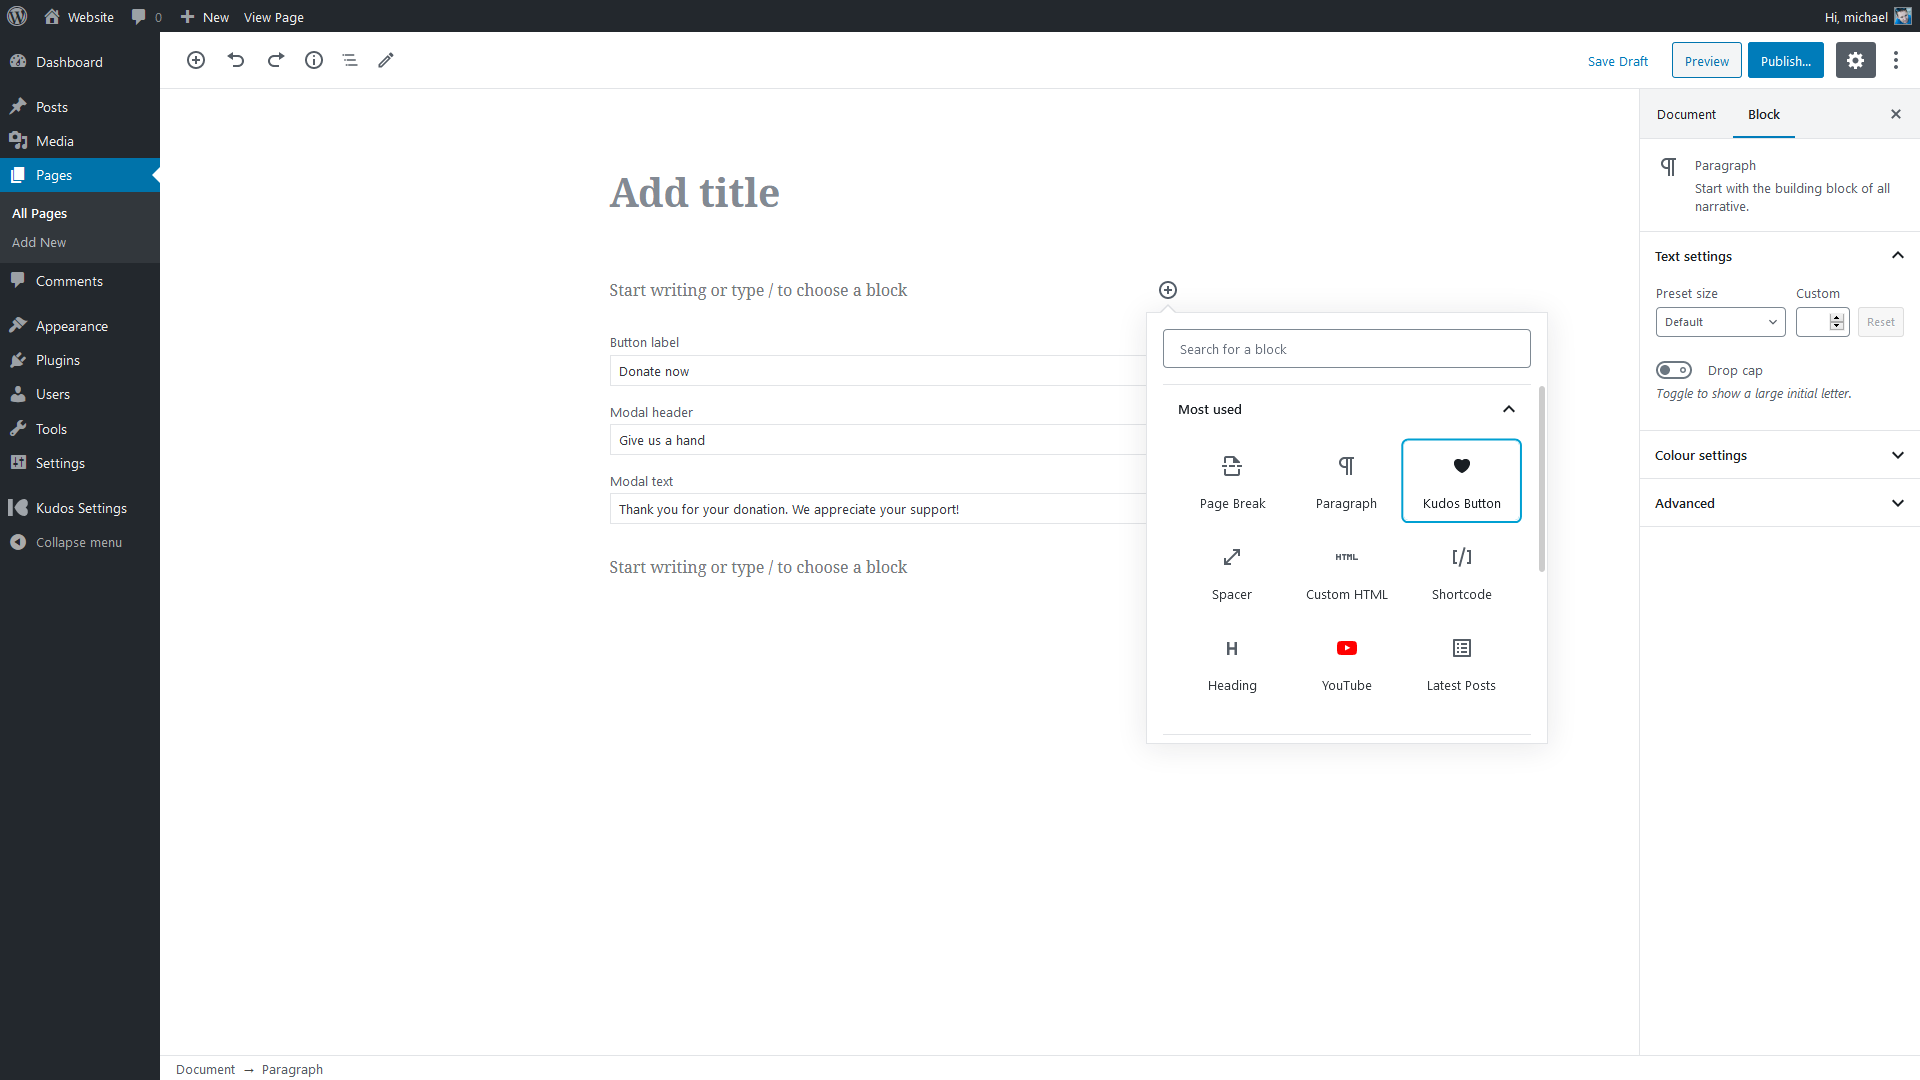 Website 0 New View Page Hi, michael
Dashboard
Posts
Media
Pages
All Pages
Add New
Comments
Appearance
Plugins
Users
Tools
Settings
Kudos Settings
Collapse menu
Save Draft Preview Publish...
Add title
Start writing or type / to choose a block
Button label
Donate now
Modal header
Give us a hand
Modal text
Thank you for your donation. We appreciate your support!
Start writing or type / to choose a block
Search for a block
Most used
Page Break Paragraph Kudos Button
Spacer HTML Custom HTML [/] Shortcode
H Heading YouTube Latest Posts
Document Block
Paragraph
Start with the building block of all
narrative.
Text settings
Preset size Custom
Default Reset
Drop cap
Toggle to show a large initial letter.
Colour settings
Advanced
Document → Paragraph